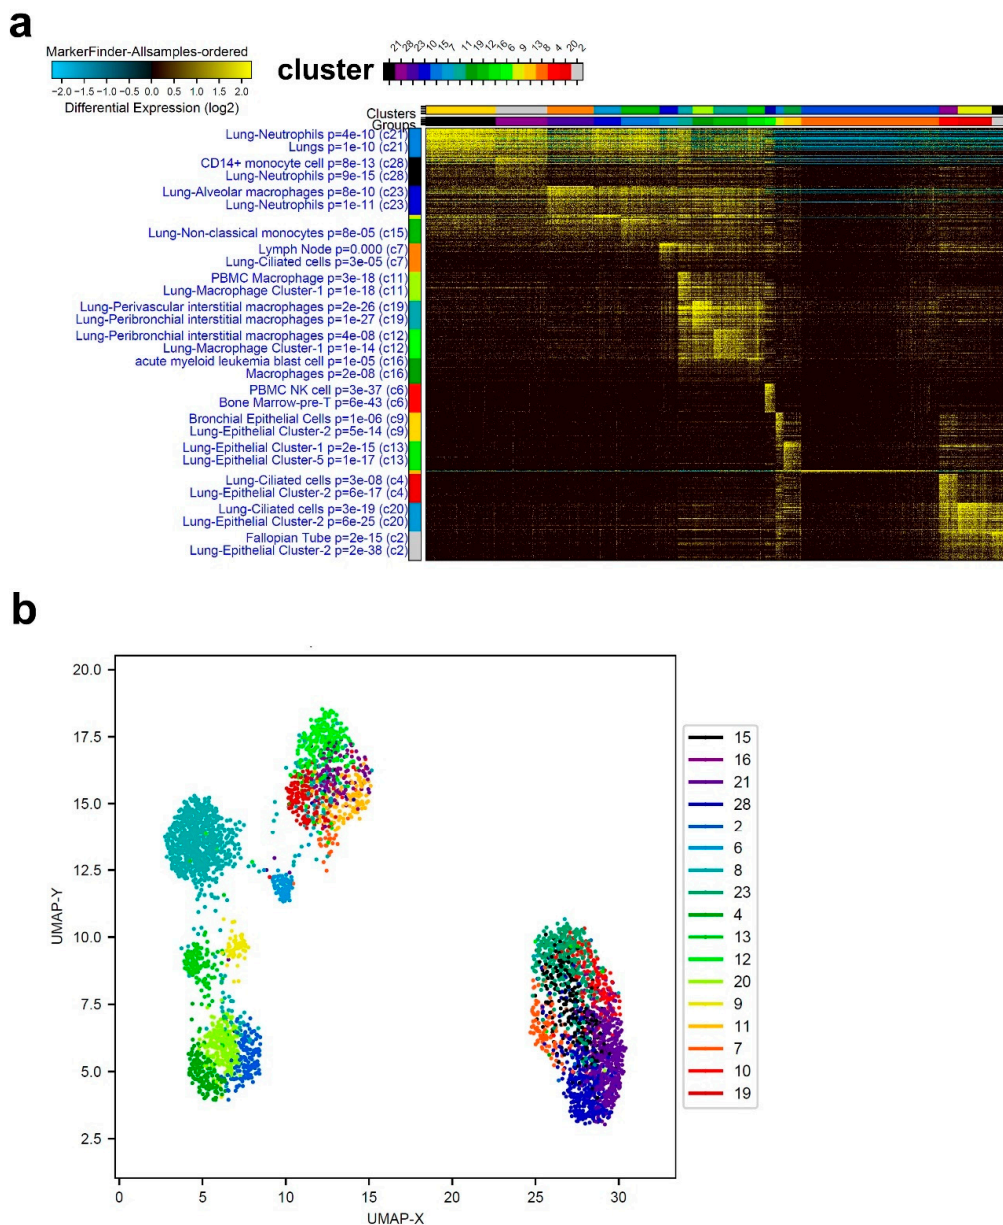 a
MarkerFinder-Allsamples-ordered
−2.0 −1.5 −1.0 −0.5 0.0 0.5 1.0 1.5 2.0
Differential Expression (log2)
cluster
21 28 23 10 15 7 11 19 12 16 6 9 13 8 4 20 2
Clusters
Groups
Lung-Neutrophils p=4e-10 (c21)
Lungs p=1e-10 (c21)
CD14+ monocyte cell p=8e-13 (c28)
Lung-Neutrophils p=9e-15 (c28)
Lung-Alveolar macrophages p=8e-10 (c23)
Lung-Neutrophils p=1e-11 (c23)
Lung-Non-classical monocytes p=8e-05 (c15)
Lymph Node p=0.000 (c7)
Lung-Ciliated cells p=3e-05 (c7)
PBMC Macrophage p=3e-18 (c11)
Lung-Macrophage Cluster-1 p=1e-18 (c11)
Lung-Perivascular interstitial macrophages p=2e-26 (c19)
Lung-Peribronchial interstitial macrophages p=1e-27 (c19)
Lung-Peribronchial interstitial macrophages p=4e-08 (c12)
Lung-Macrophage Cluster-1 p=1e-14 (c12)
acute myeloid leukemia blast cell p=1e-05 (c16)
Macrophages p=2e-08 (c16)
PBMC NK cell p=3e-37 (c6)
Bone Marrow-pre-T p=6e-43 (c6)
Bronchial Epithelial Cells p=1e-06 (c9)
Lung-Epithelial Cluster-2 p=5e-14 (c9)
Lung-Epithelial Cluster-1 p=2e-15 (c13)
Lung-Epithelial Cluster-5 p=1e-17 (c13)
Lung-Ciliated cells p=3e-08 (c4)
Lung-Epithelial Cluster-2 p=6e-17 (c4)
Lung-Ciliated cells p=3e-19 (c20)
Lung-Epithelial Cluster-2 p=6e-25 (c20)
Fallopian Tube p=2e-15 (c2)
Lung-Epithelial Cluster-2 p=2e-38 (c2)
b
20.0
17.5
15.0
12.5
10.0
7.5
5.0
2.5
UMAP-Y
0 5 10 15 20 25 30
UMAP-X
15
16
21
28
2
6
8
23
4
13
12
20
9
11
7
10
19